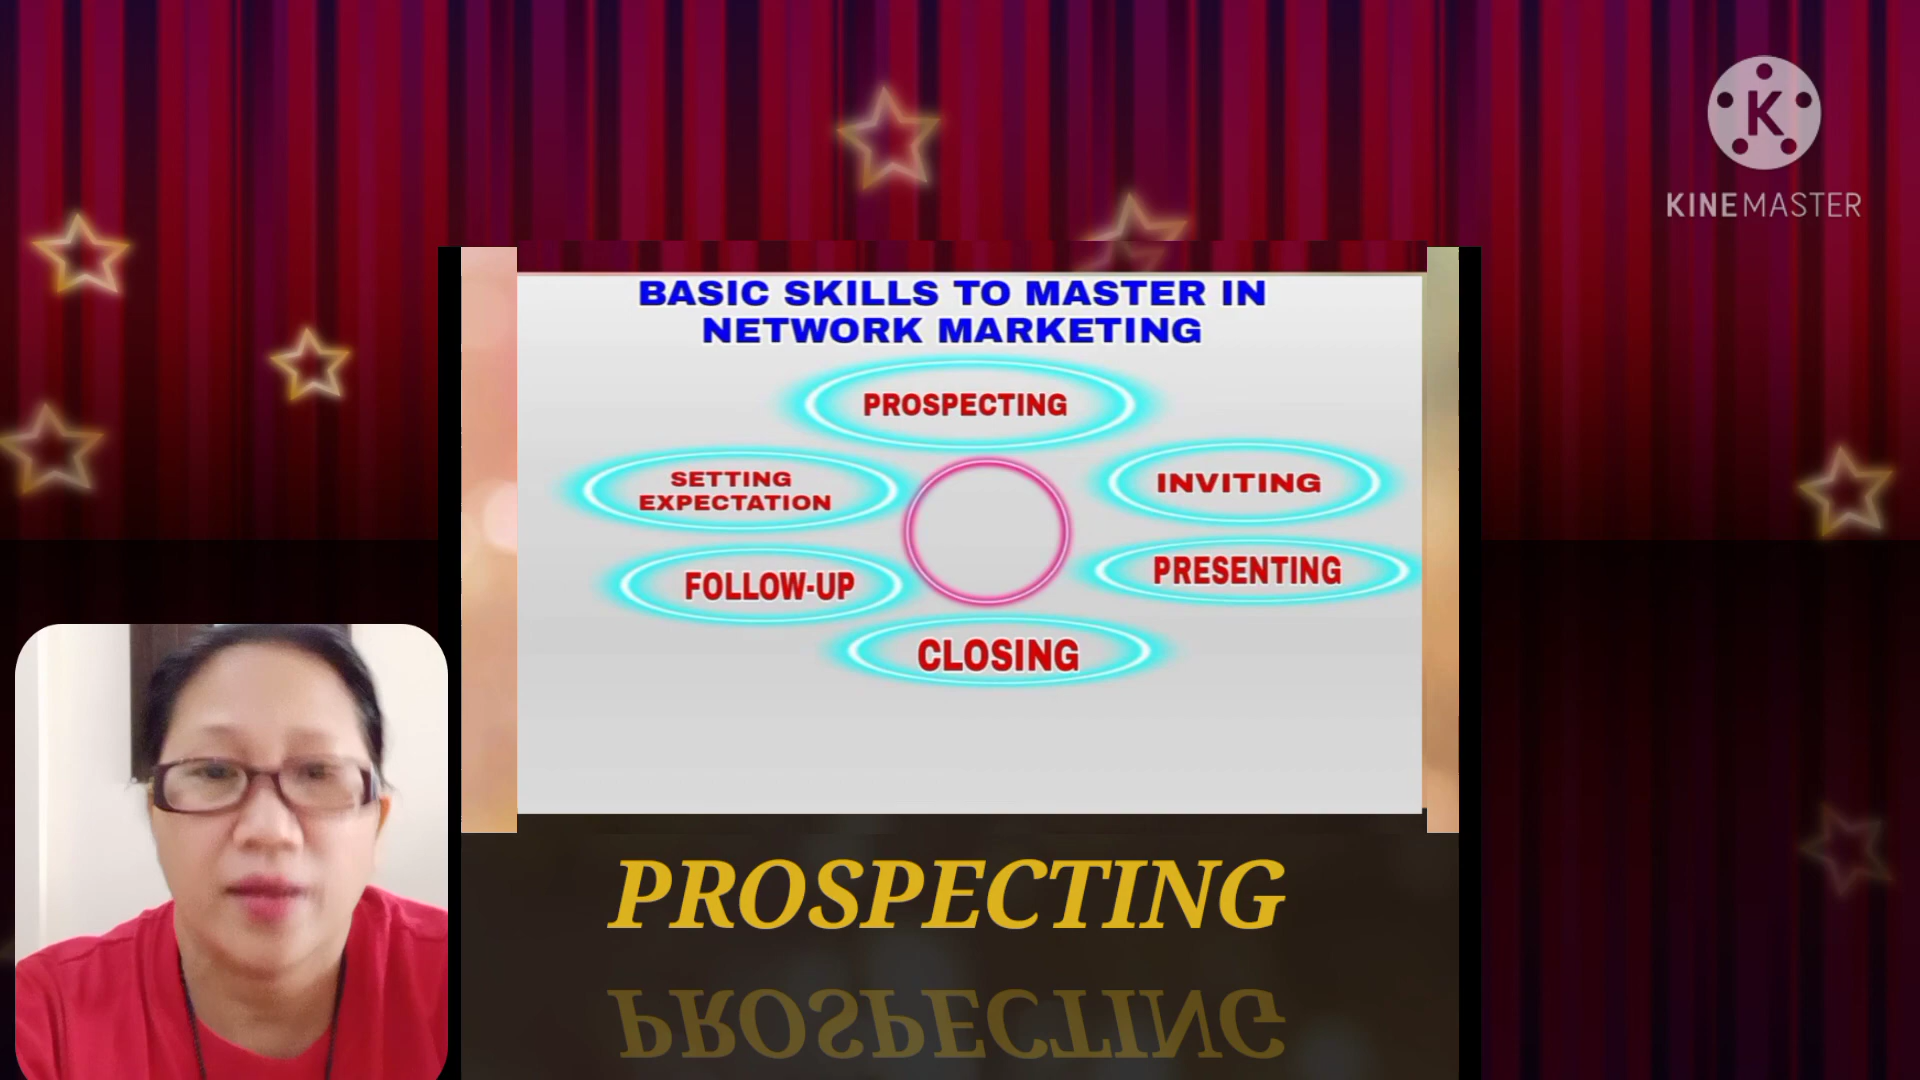 KINEMASTER
BASIC SKILLS TO MASTER IN
NETWORK MARKETING
PROSPECTING
SETTING
EXPECTATION
INVITING
FOLLOW-UP
PRESENTING
CLOSING
PROSPECTING
PROSPECTING